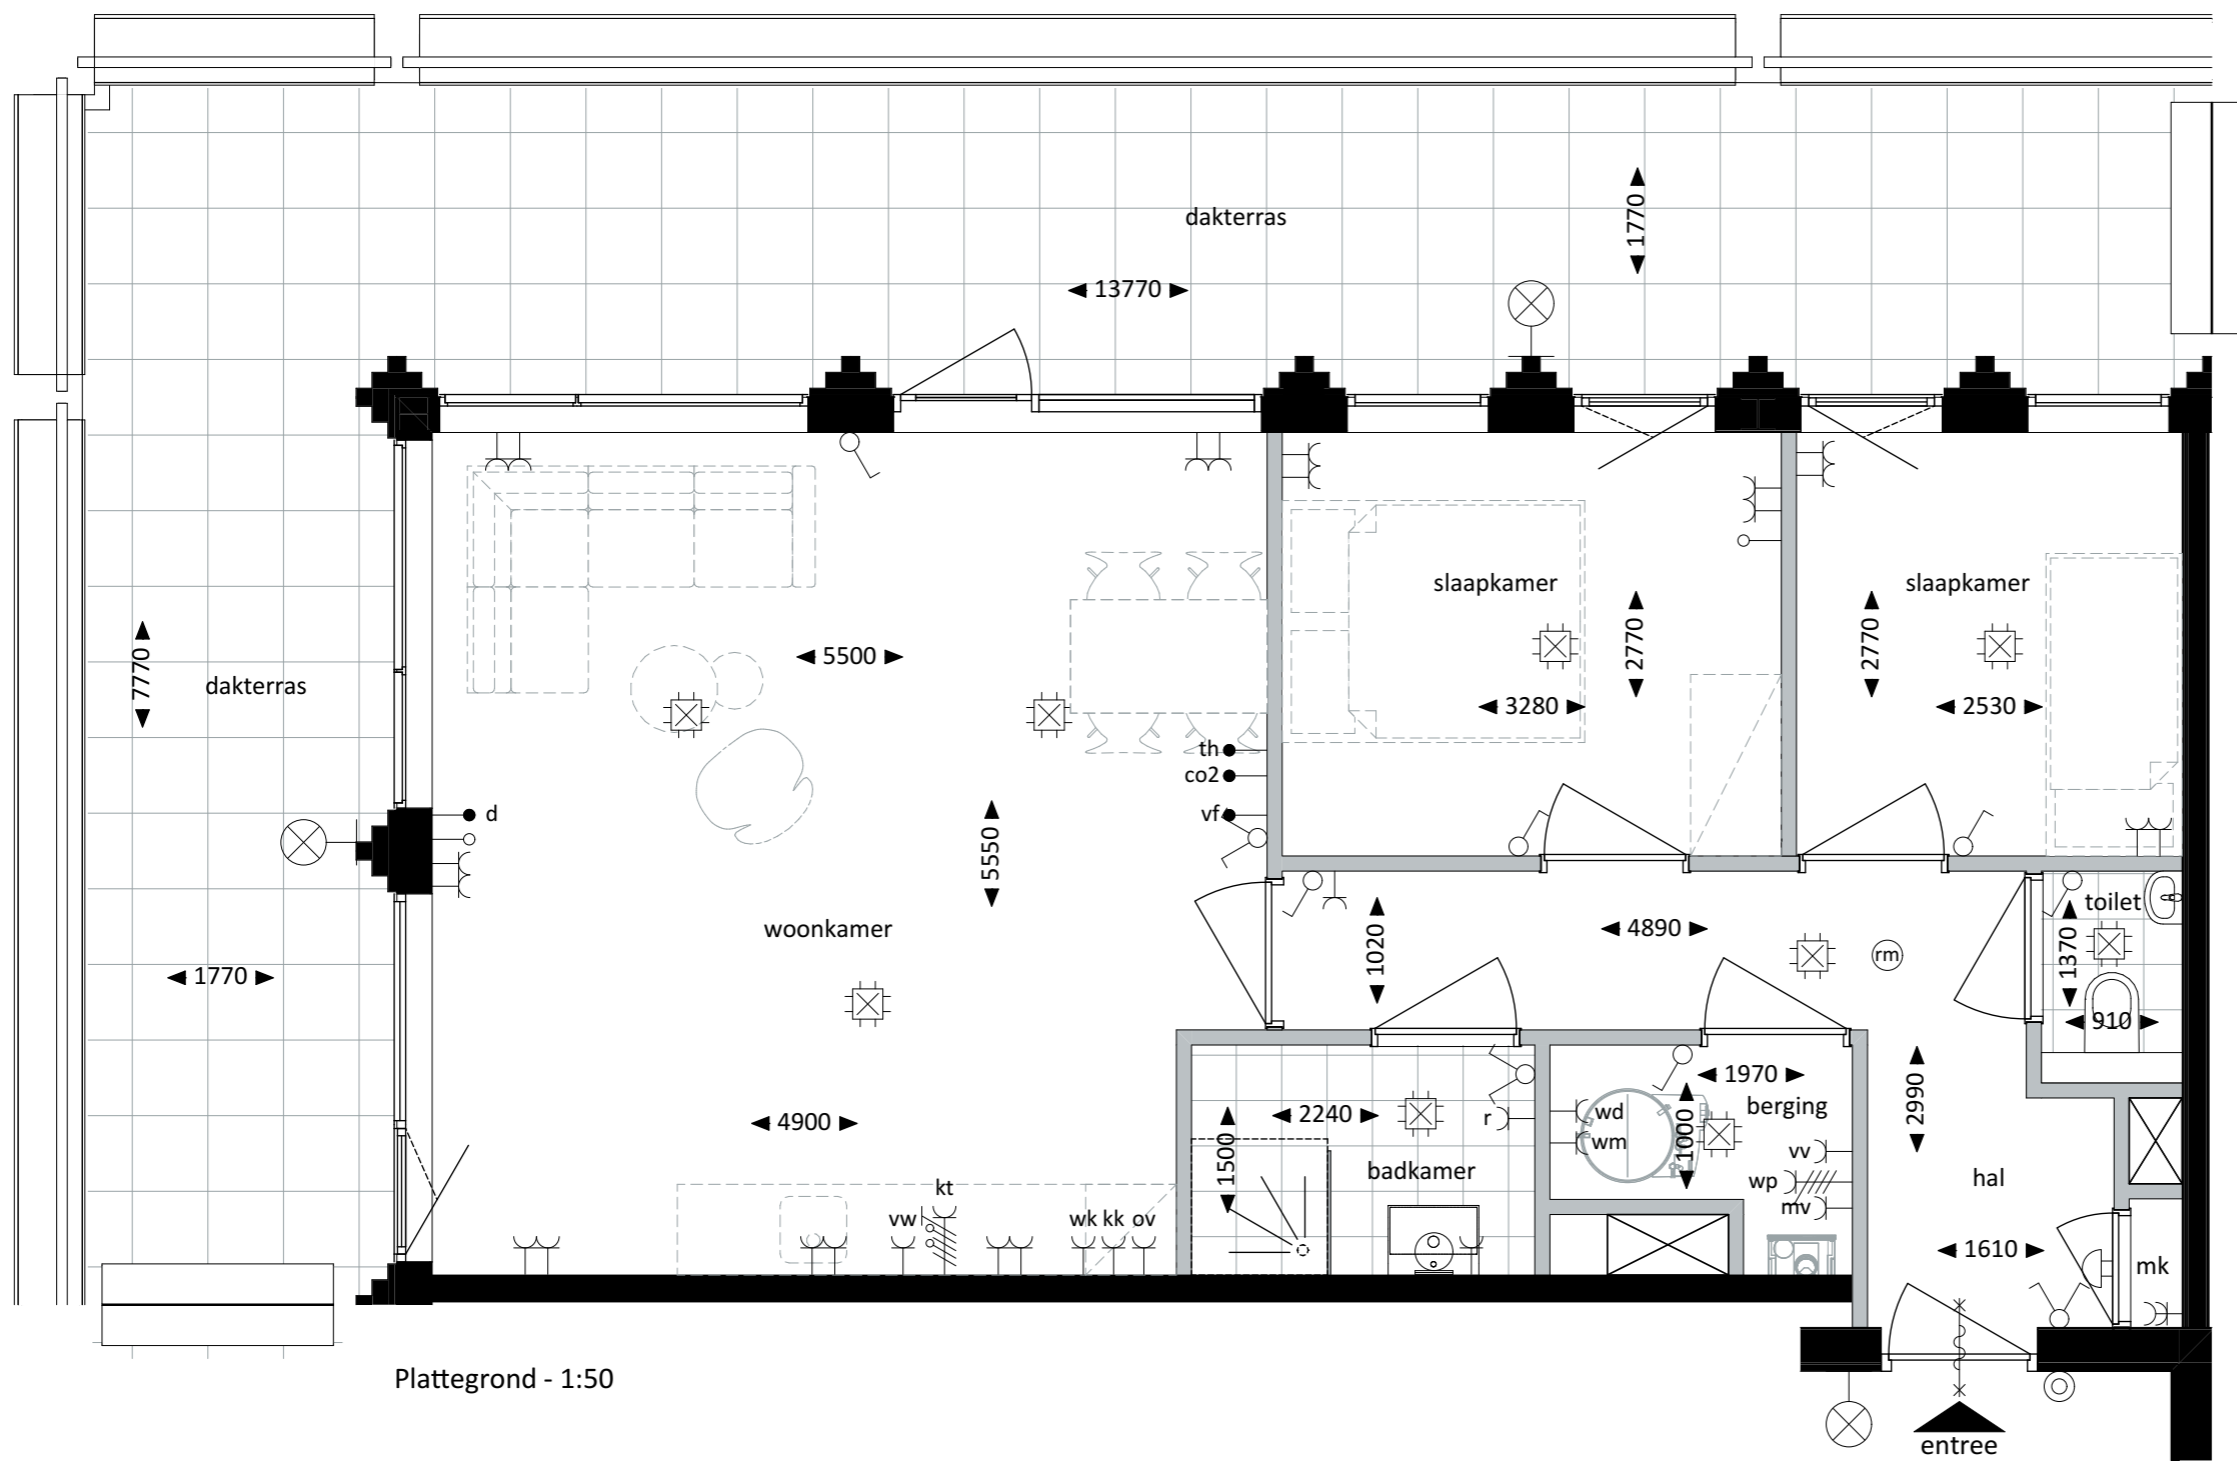 dakterras
1770
13770
slaapkamer
slaapkamer
5500
2770
2770
7770
dakterras
3280
2530
th
co2
d
vf
5550
toilet
woonkamer
1020
4890
rm
1370
1770
910
2990
4900
2240
1970
r
wd
berging
1500
wm
1000
badkamer
vv
kt
wp
hal
vw
wk kk ov
mv
1610
mk
Plattegrond - 1:50
entree